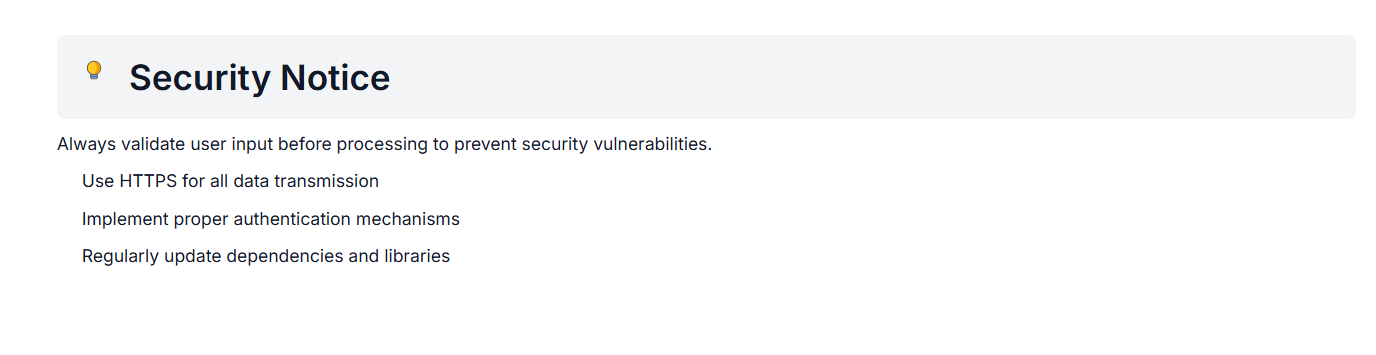 Security Notice
Always validate user input before processing to prevent security vulnerabilities.
Use HTTPS for all data transmission
Implement proper authentication mechanisms
Regularly update dependencies and libraries